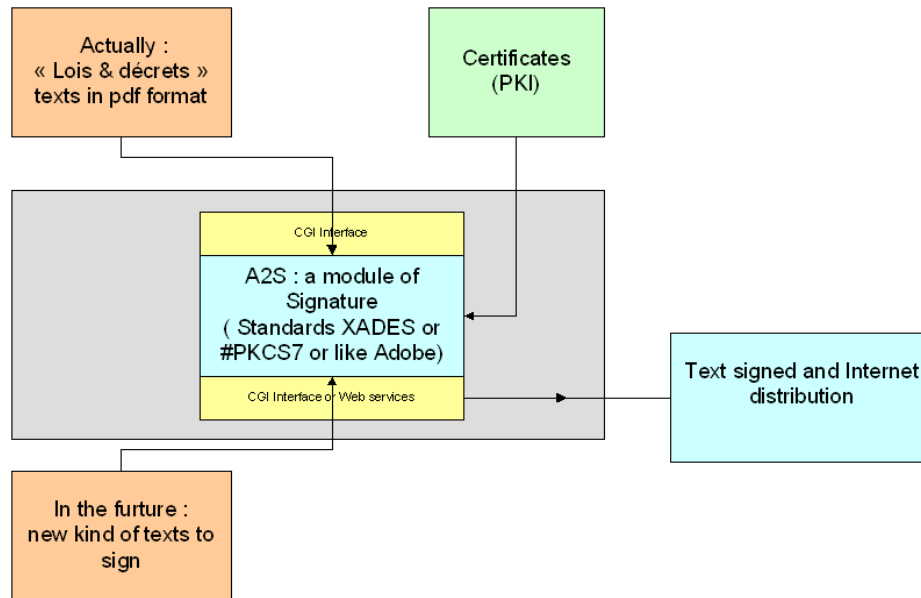 Actually :
« Lois & décrets »
texts in pdf format
Certificates
(PKI)
CGI Interface
A2S : a module of
Signature
( Standards XADES or
#PKCS7 or like Adobe)
CGI Interface or Web services
Text signed and Internet
distribution
In the furture :
new kind of texts to
sign